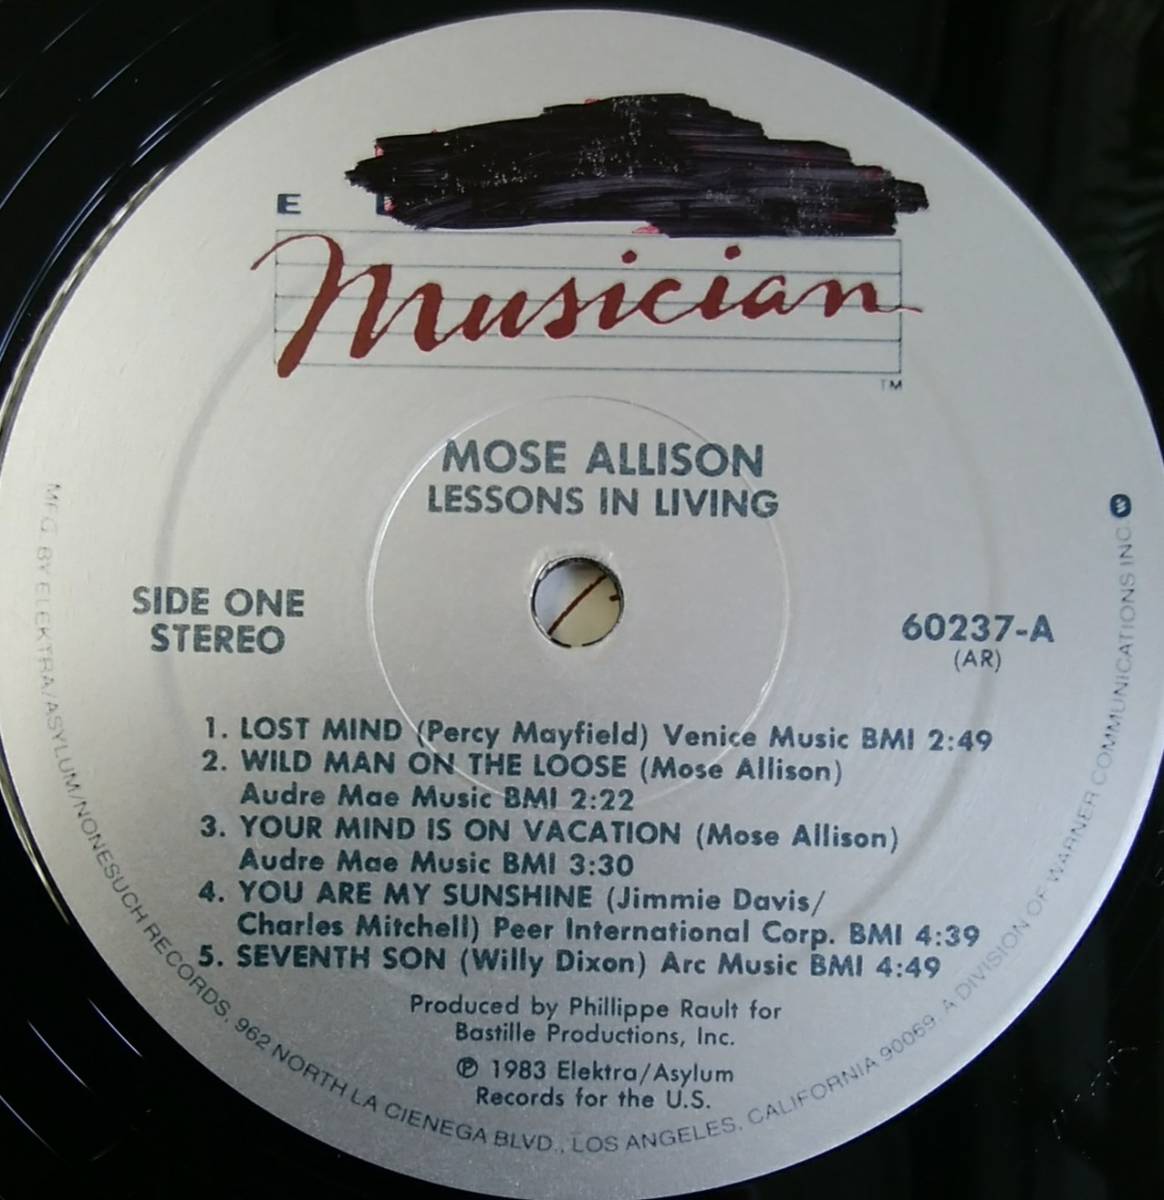 E
Musician
TM
MOSE ALLISON
LESSONS IN LIVING
SIDE ONE
STEREO
60237-A
(AR)
1. LOST MIND (Percy Mayfield) Venice Music BMI 2:49
2. WILD MAN ON THE LOOSE (Mose Allison)
Audre Mae Music BMI 2:22
3. YOUR MIND IS ON VACATION (Mose Allison)
Audre Mae Music BMI 3:30
4. YOU ARE MY SUNSHINE (Jimmie Davis/
Charles Mitchell) Peer International Corp. BMI 4:39
5. SEVENTH SON (Willy Dixon) Arc Music BMI 4:49
Produced by Phillippe Rault for
Bastille Productions, Inc.
℗ 1983 Elektra/Asylum
Records for the U.S.
MFG. BY ELEKTRA/ASYLUM/NONESUCH RECORDS, 962 NORTH LA CIENEGA BLVD., LOS ANGELES, CALIFORNIA 90069. A DIVISION OF WARNER COMMUNICATIONS INC.